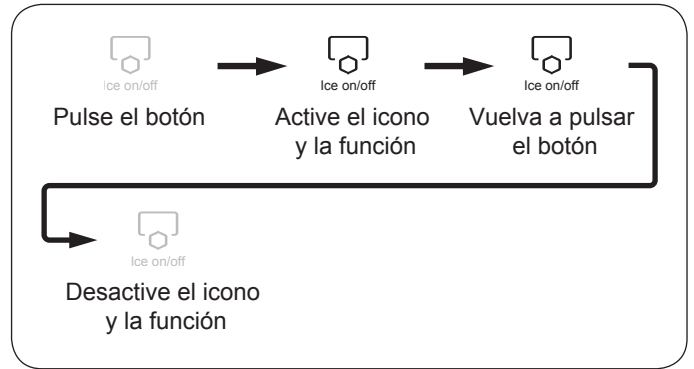 Ice on/off
Pulse el botón
Ice on/off
Active el icono
y la función
Ice on/off
Vuelva a pulsar
el botón
Ice on/off
Desactive el icono
y la función